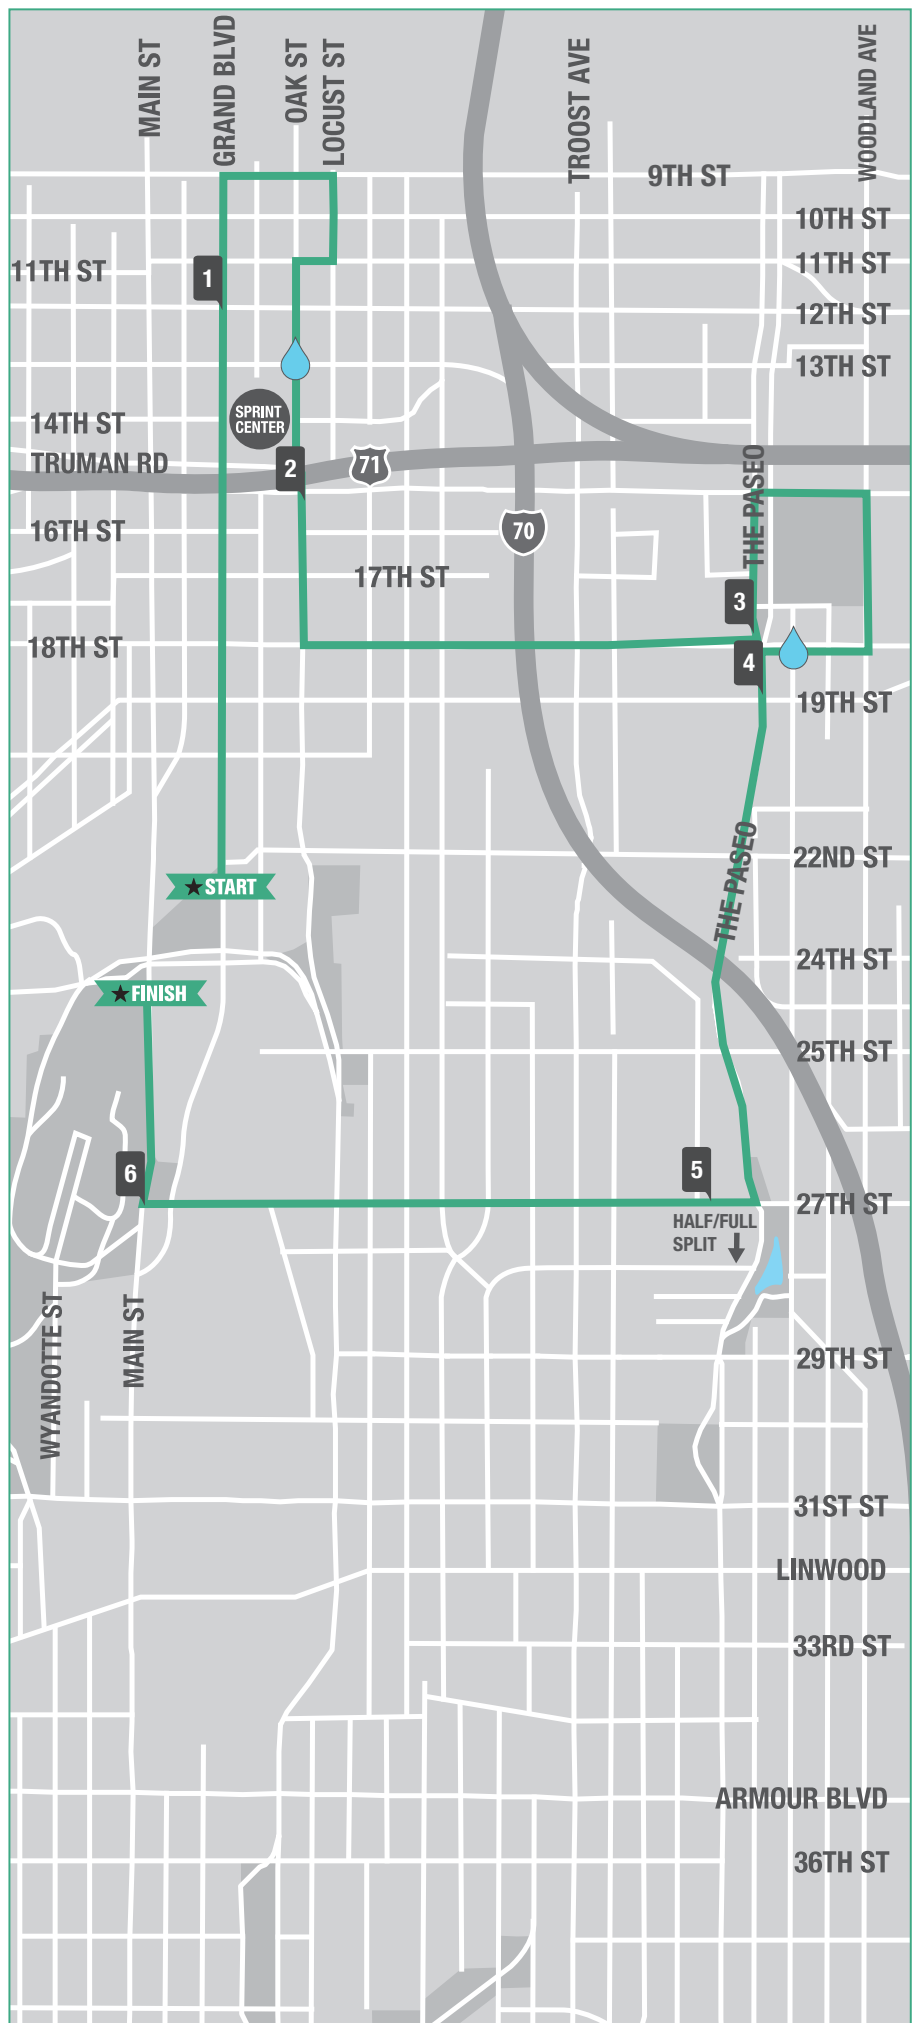 MAIN ST
GRAND BLVD
OAK ST
LOCUST ST
TROOST AVE
WOODLAND AVE
9TH ST
10TH ST
11TH ST
11TH ST
1
12TH ST
13TH ST
SPRINT
CENTER
14TH ST
TRUMAN RD
2
71
THE PASEO
16TH ST
70
17TH ST
3
18TH ST
4
19TH ST
22ND ST
THE PASEO
START
24TH ST
FINISH
25TH ST
6
5
27TH ST
HALF/FULL
SPLIT
WYANDOTTE ST
MAIN ST
29TH ST
31ST ST
LINWOOD
33RD ST
ARMOUR BLVD
36TH ST